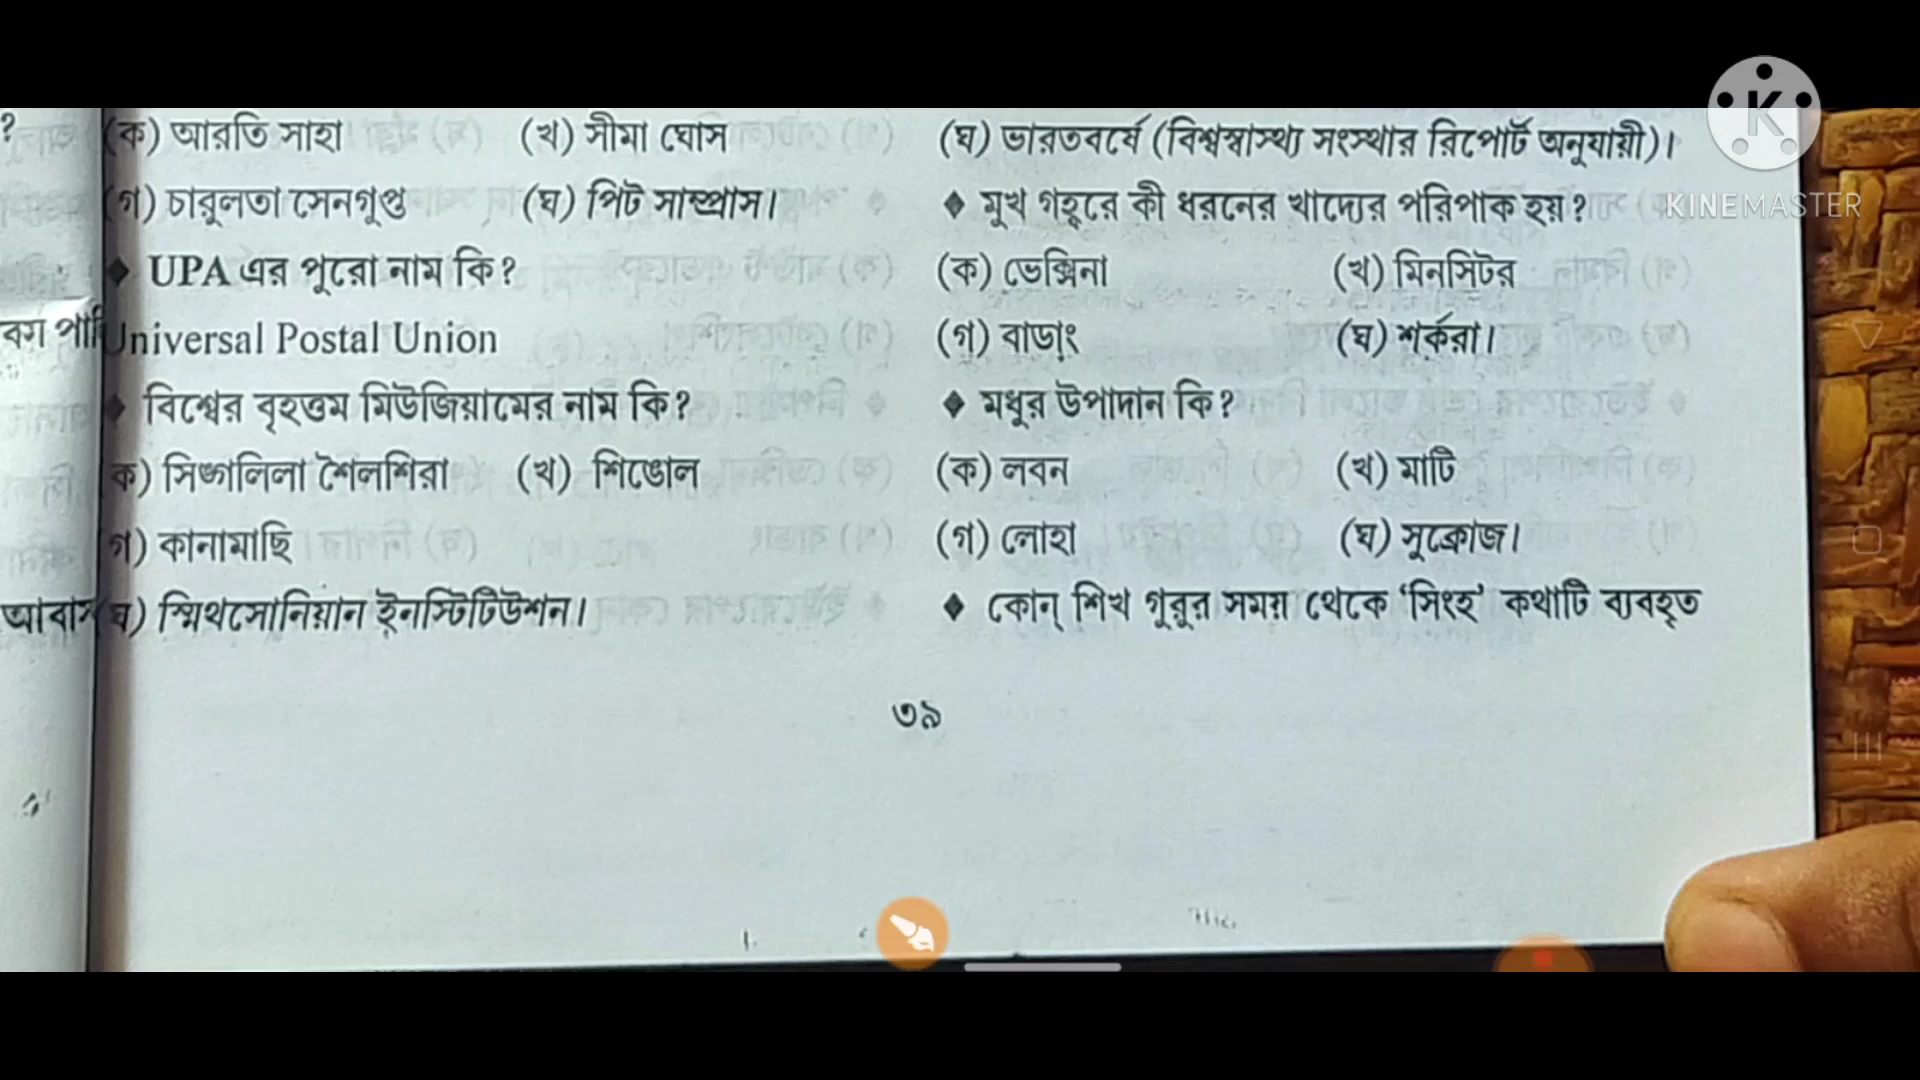 ?
(ক) আরতি সাহা (খ) সীমা ঘোস
(গ) চারুলতা সেনগুপ্ত (ঘ) পিট সাম্প্রাস।
◆ UPA এর পুরো নাম কি?
Universal Postal Union
◆ বিশ্বের বৃহত্তম মিউজিয়ামের নাম কি?
ক) সিঙ্গালিলা শৈলশিরা (খ) শিঙোল
গ) কানামাছি
ঘ) স্মিথসোনিয়ান ইনস্টিটিউশন।
(ঘ) ভারতবর্ষে (বিশ্বস্বাস্থ্য সংস্থার রিপোর্ট অনুযায়ী)।
◆ মুখ গহ্বরে কী ধরনের খাদ্যের পরিপাক হয়?
(ক) ভেক্সিনা (খ) মিনসিটর
(গ) বাডাং (ঘ) শর্করা।
◆ মধুর উপাদান কি?
(ক) লবন (খ) মাটি
(গ) লোহা (ঘ) সুক্রোজ।
◆ কোন্ শিখ গুরুর সময় থেকে ‘সিংহ’ কথাটি ব্যবহৃত
৩৯
K
KINEMASTER